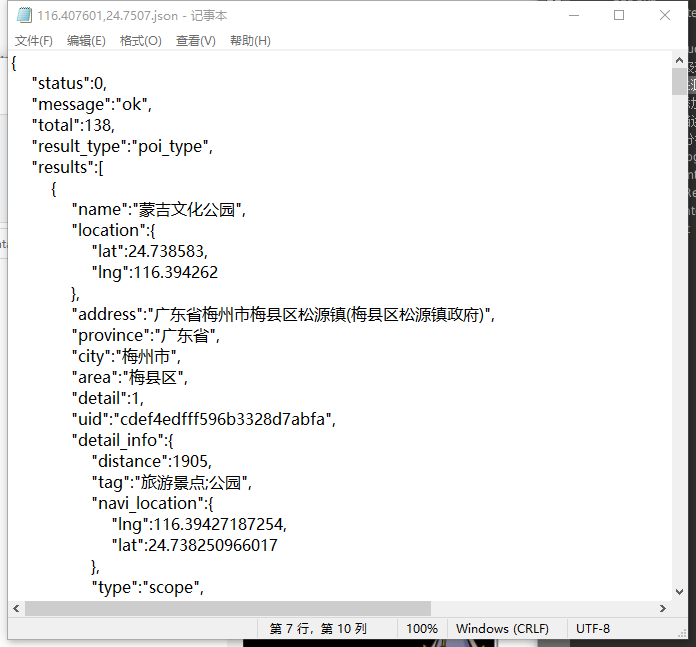 116.407601,24.7507.json - 记事本
文件(F) 编辑(E) 格式(O) 查看(V) 帮助(H)
{
"status":0,
"message":"ok",
"total":138,
"result_type":"poi_type",
"results":[
{
"name":"蒙吉文化公园",
"location":{
"lat":24.738583,
"lng":116.394262
},
"address":"广东省梅州市梅县区松源镇(梅县区松源镇政府)",
"province":"广东省",
"city":"梅州市",
"area":"梅县区",
"detail":1,
"uid":"cdef4edfff596b3328d7abfa",
"detail_info":{
"distance":1905,
"tag":"旅游景点;公园",
"navi_location":{
"lng":116.39427187254,
"lat":24.738250966017
},
"type":"scope",
第 7 行，第 10 列 100% Windows (CRLF) UTF-8